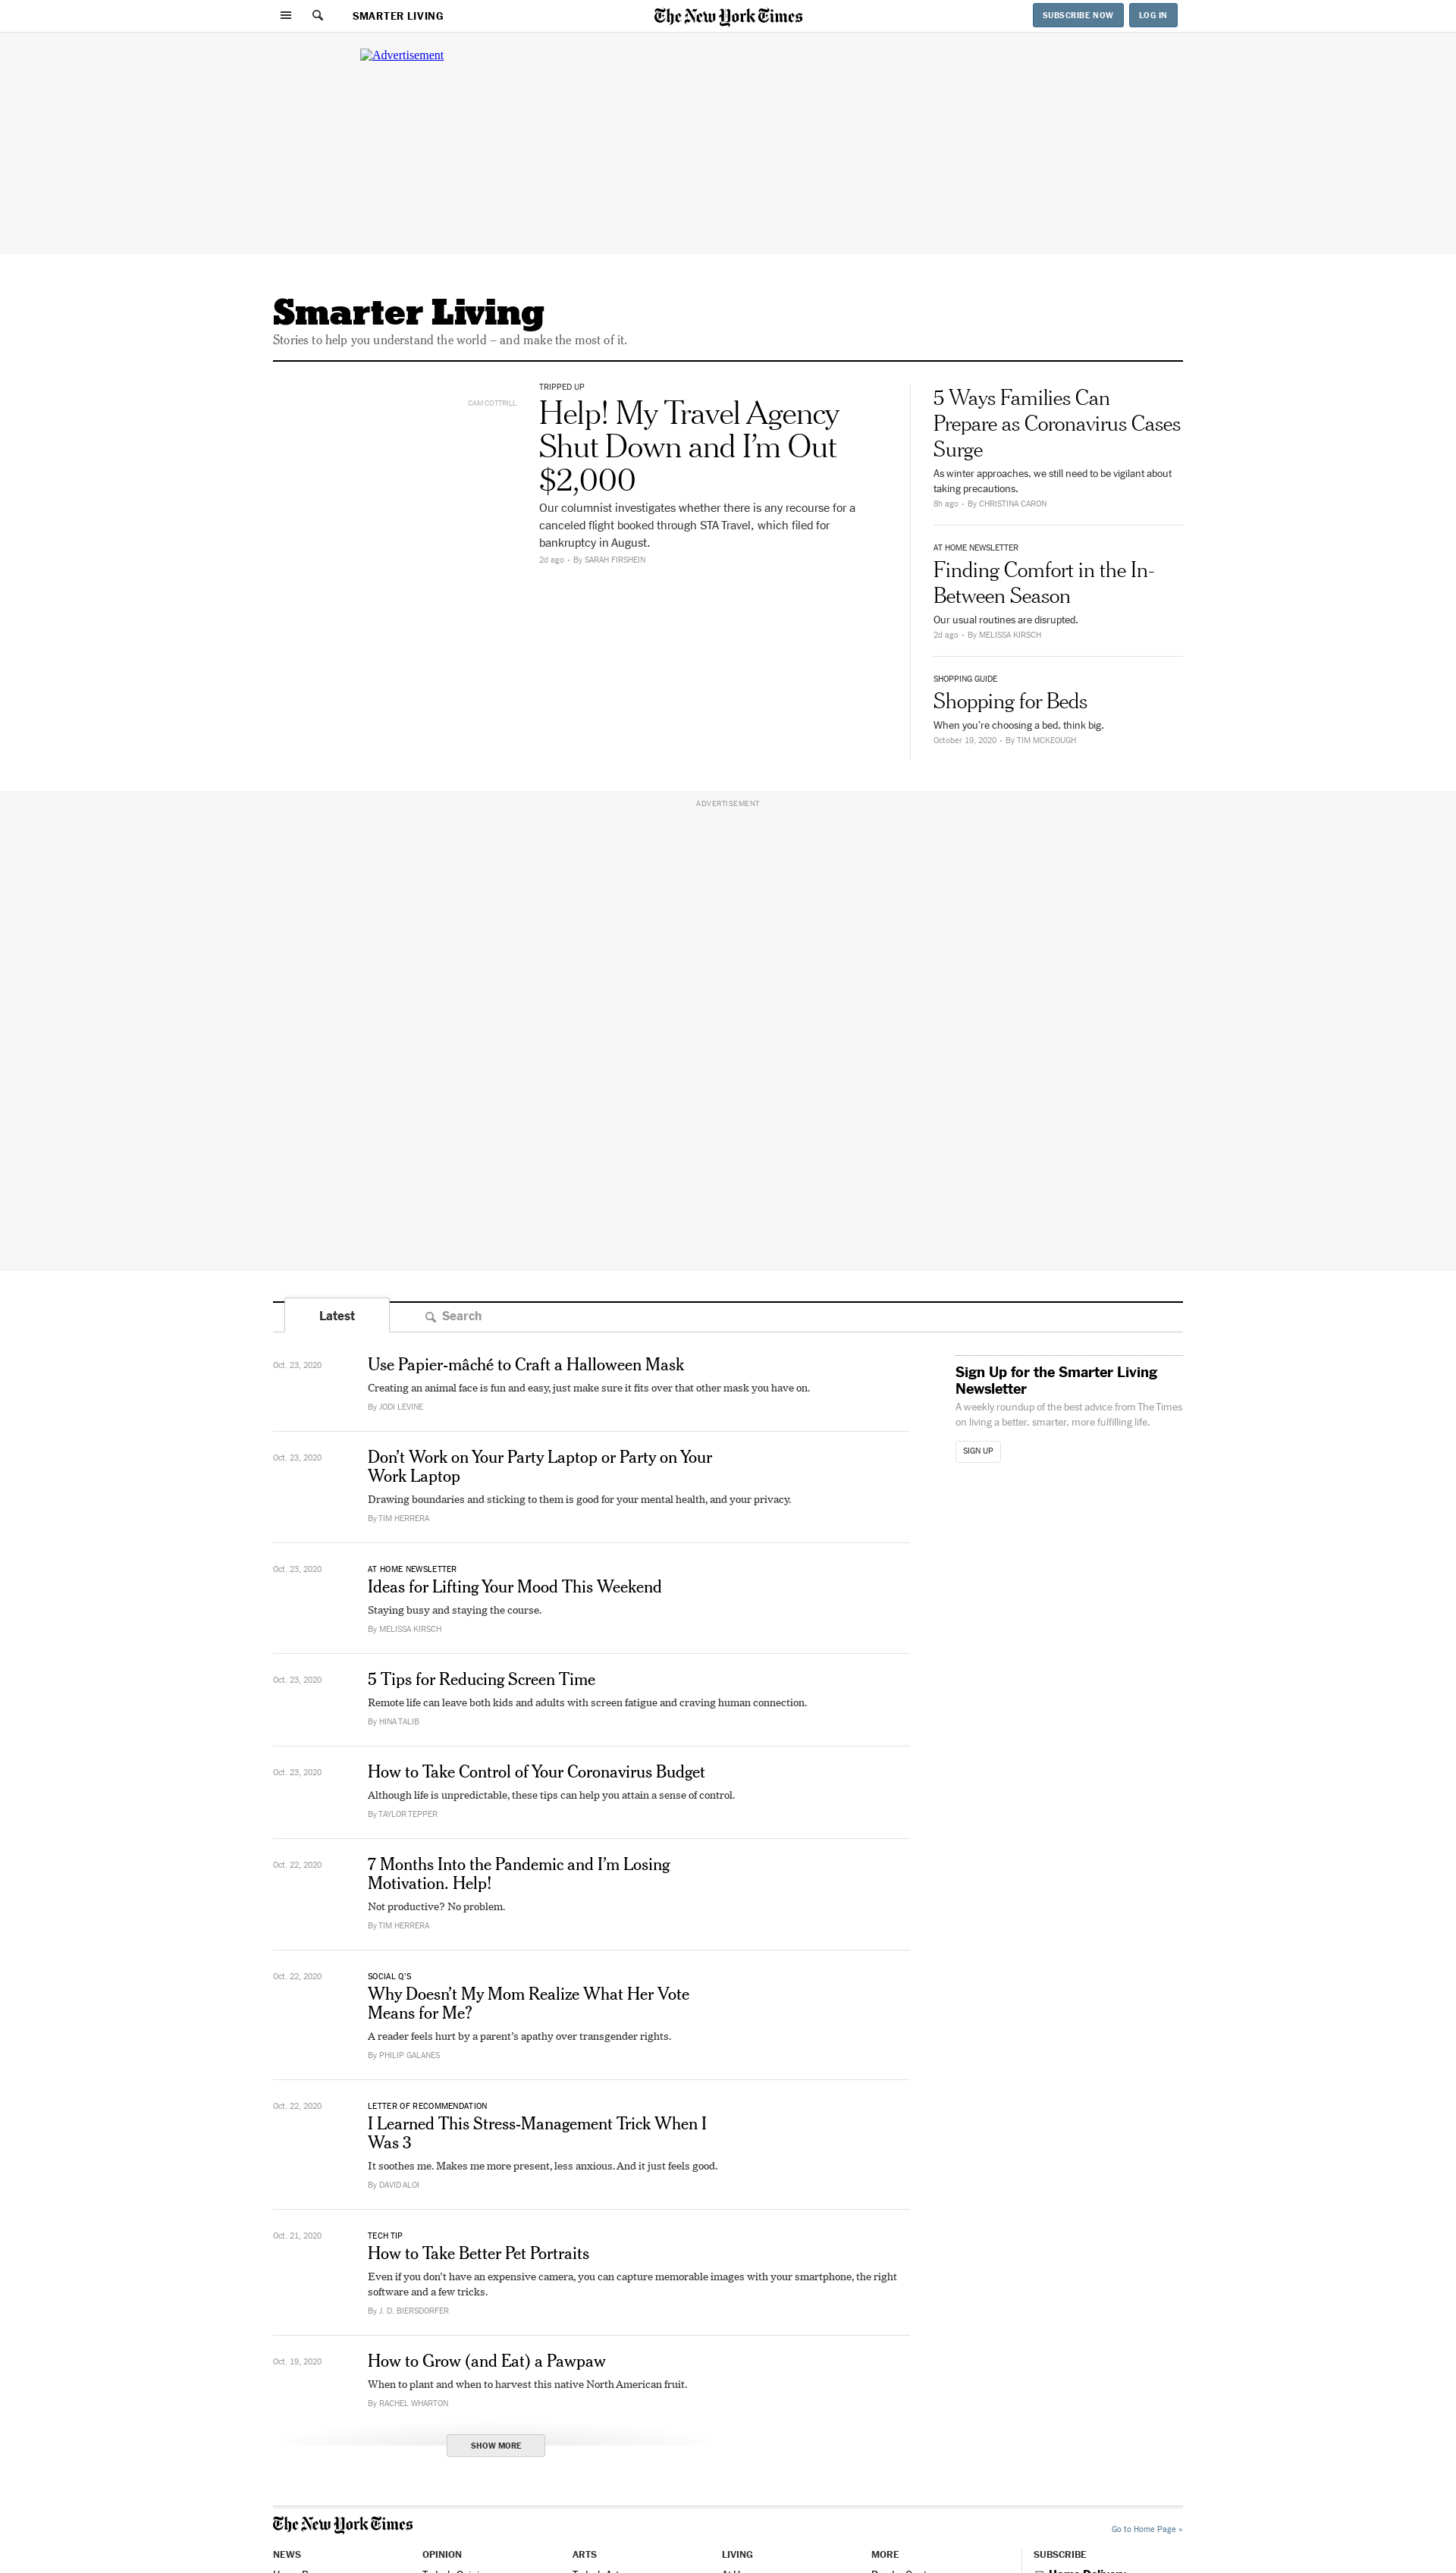 SMARTER LIVING
The New York Times
SUBSCRIBE NOW
LOG IN
Advertisement
Smarter Living
Stories to help you understand the world – and make the most of it.
CAM COTTRILL
TRIPPED UP
Help! My Travel Agency
Shut Down and I’m Out
$2,000
Our columnist investigates whether there is any recourse for a
canceled flight booked through STA Travel, which filed for
bankruptcy in August.
2d ago • By SARAH FIRSHEIN
5 Ways Families Can
Prepare as Coronavirus Cases
Surge
As winter approaches, we still need to be vigilant about
taking precautions.
8h ago • By CHRISTINA CARON
AT HOME NEWSLETTER
Finding Comfort in the In-
Between Season
Our usual routines are disrupted.
2d ago • By MELISSA KIRSCH
SHOPPING GUIDE
Shopping for Beds
When you’re choosing a bed, think big.
October 19, 2020 • By TIM MCKEOUGH
ADVERTISEMENT
Latest
Search
Oct. 23, 2020
Use Papier-mâché to Craft a Halloween Mask
Creating an animal face is fun and easy, just make sure it fits over that other mask you have on.
By JODI LEVINE
Oct. 23, 2020
Don’t Work on Your Party Laptop or Party on Your
Work Laptop
Drawing boundaries and sticking to them is good for your mental health, and your privacy.
By TIM HERRERA
Oct. 23, 2020
AT HOME NEWSLETTER
Ideas for Lifting Your Mood This Weekend
Staying busy and staying the course.
By MELISSA KIRSCH
Oct. 23, 2020
5 Tips for Reducing Screen Time
Remote life can leave both kids and adults with screen fatigue and craving human connection.
By HINA TALIB
Oct. 23, 2020
How to Take Control of Your Coronavirus Budget
Although life is unpredictable, these tips can help you attain a sense of control.
By TAYLOR TEPPER
Oct. 22, 2020
7 Months Into the Pandemic and I’m Losing
Motivation. Help!
Not productive? No problem.
By TIM HERRERA
Oct. 22, 2020
SOCIAL Q’S
Why Doesn’t My Mom Realize What Her Vote
Means for Me?
A reader feels hurt by a parent’s apathy over transgender rights.
By PHILIP GALANES
Oct. 22, 2020
LETTER OF RECOMMENDATION
I Learned This Stress-Management Trick When I
Was 3
It soothes me. Makes me more present, less anxious. And it just feels good.
By DAVID ALOI
Oct. 21, 2020
TECH TIP
How to Take Better Pet Portraits
Even if you don’t have an expensive camera, you can capture memorable images with your smartphone, the right
software and a few tricks.
By J. D. BIERSDORFER
Oct. 19, 2020
How to Grow (and Eat) a Pawpaw
When to plant and when to harvest this native North American fruit.
By RACHEL WHARTON
SHOW MORE
Sign Up for the Smarter Living
Newsletter
A weekly roundup of the best advice from The Times
on living a better, smarter, more fulfilling life.
SIGN UP
The New York Times
Go to Home Page »
NEWS
OPINION
ARTS
LIVING
MORE
SUBSCRIBE
Home Delivery